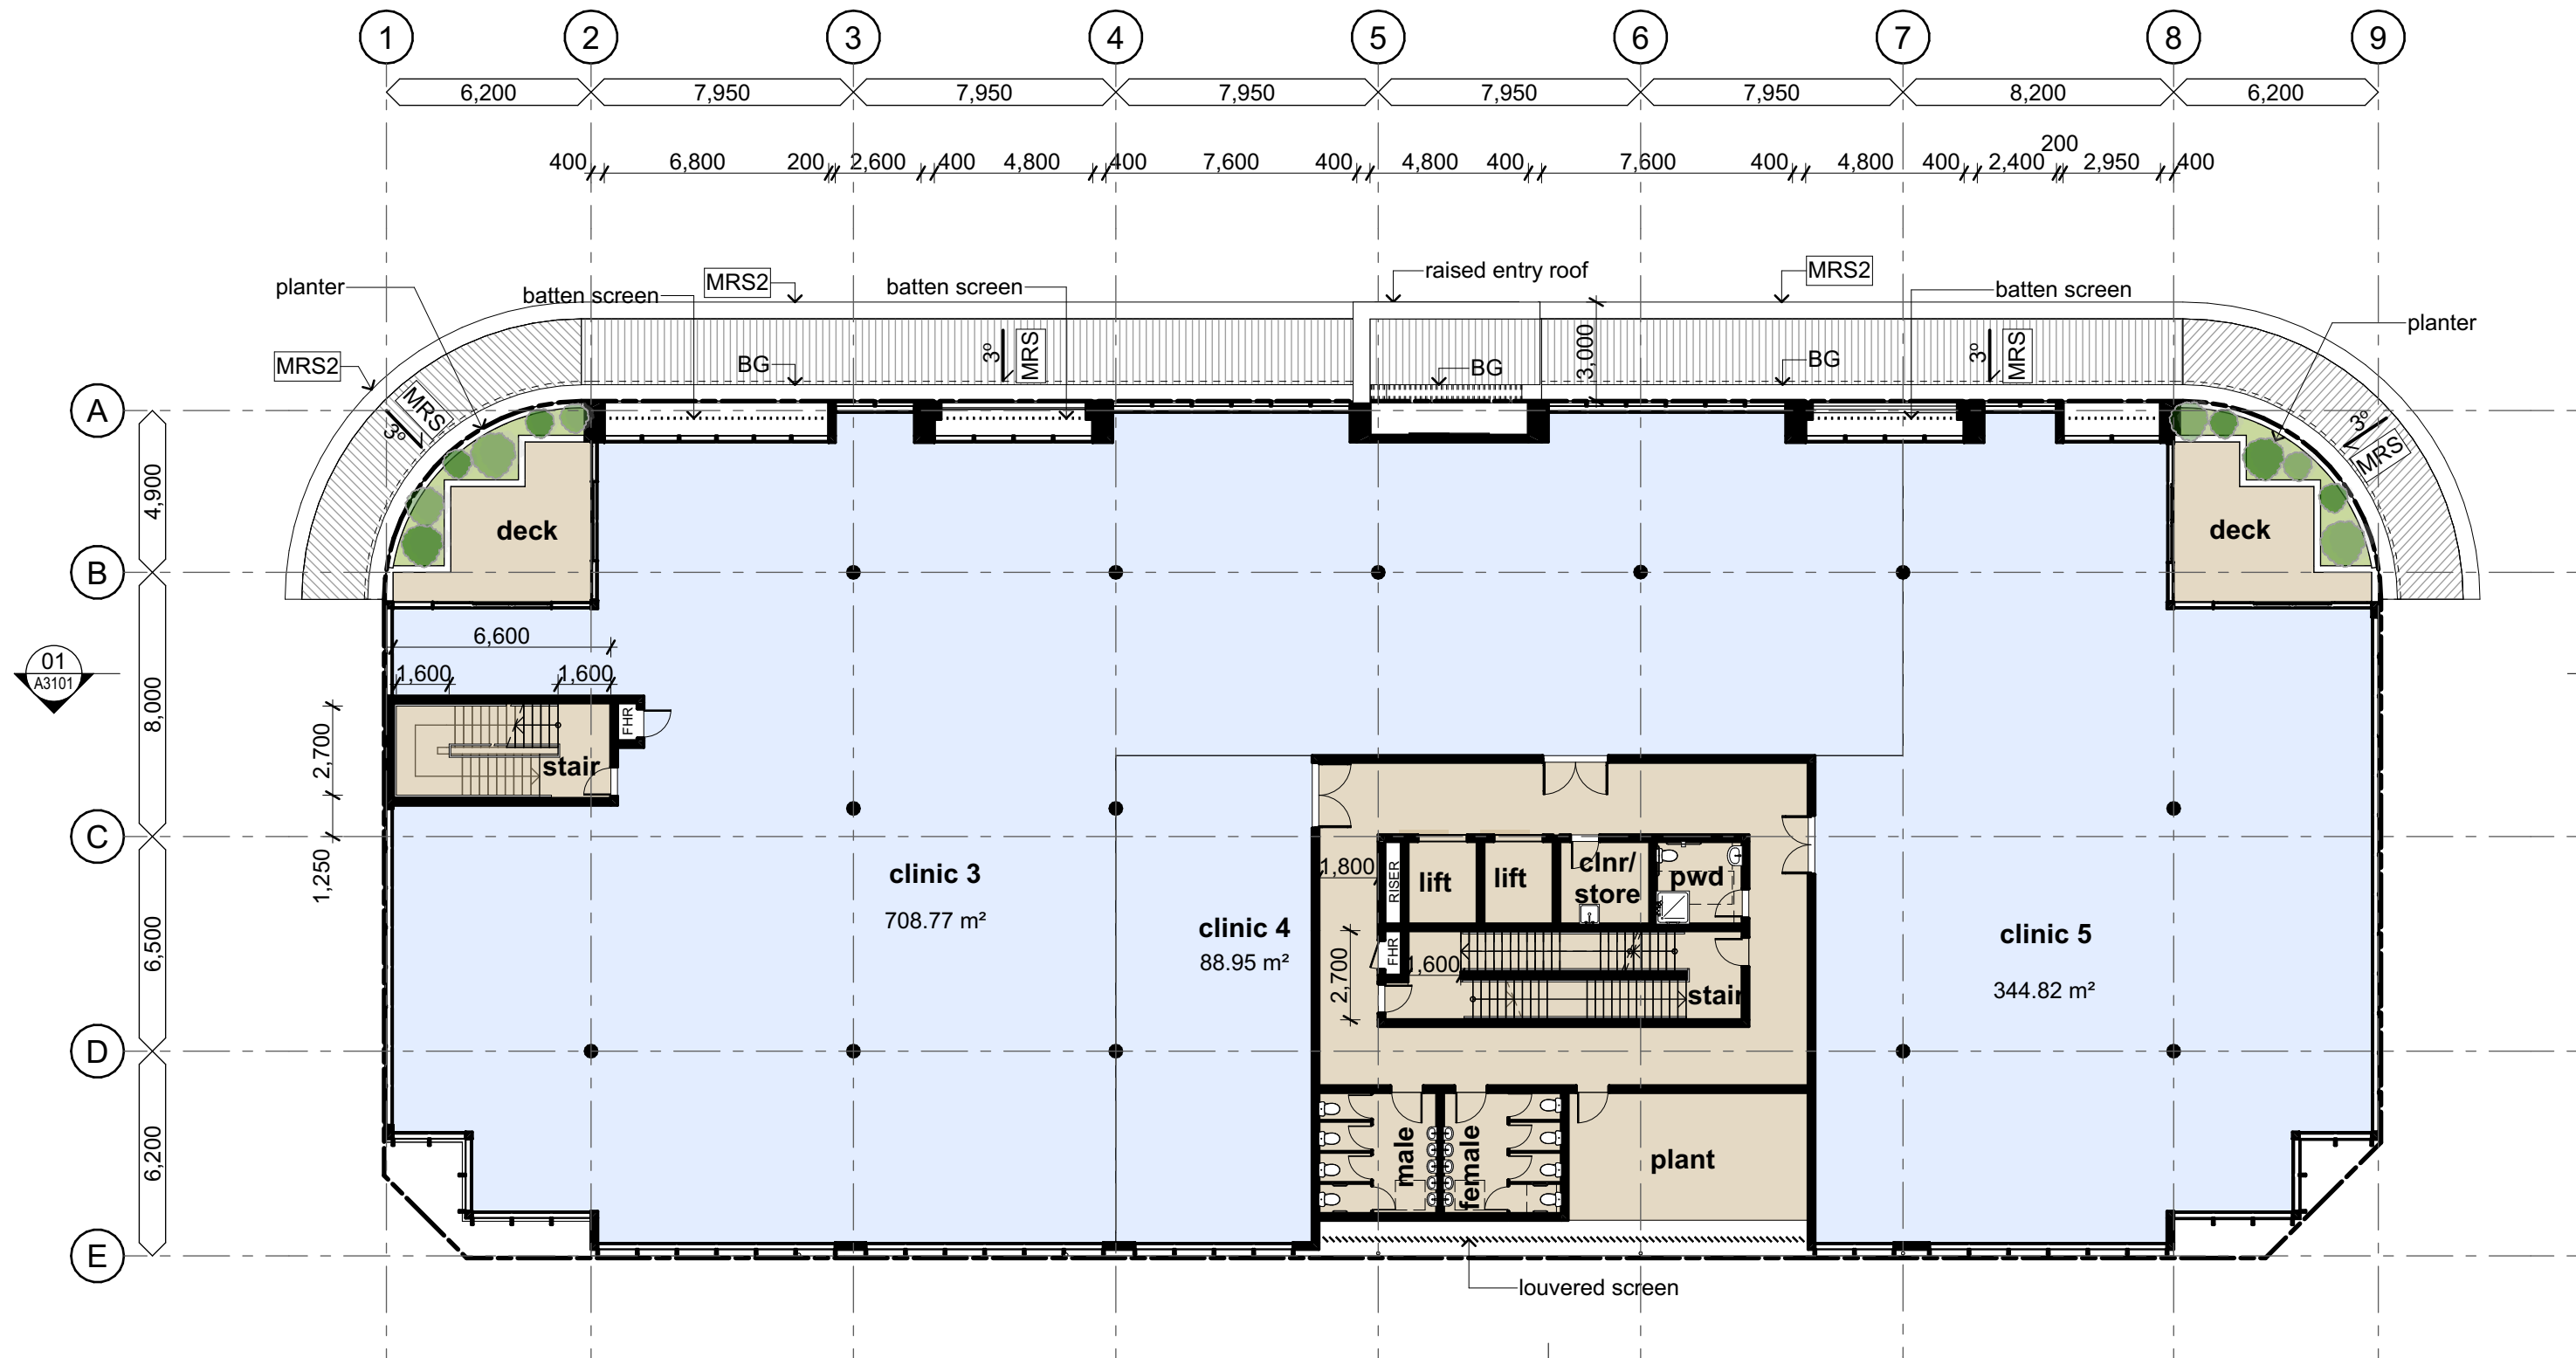 1 2 3 4 5 6 7 8 9
6,200 7,950 7,950 7,950 7,950 7,950 8,200 6,200
200
400 6,800 200 2,600 400 4,800 400 7,600 400 4,800 400 7,600 400 4,800 400 2,400 2,950 400
raised entry roof
MRS2
MRS2
planter
batten screen
batten screen
batten screen
planter
MRS2
BG
3°
MRS
BG
3,000
BG
3°
MRS
MRS
3°
3°
MRS
A
4,900
deck
deck
B
6,600
01
A3101
1,600
1,600
8,000
FHR
2,700
stair
C
1,250
clinic 3
708.77 m²
1,800
RISER
lift
lift
clnr/
store
pwd
clinic 4
88.95 m²
6,500
2,700
FHR
1,600
stair
clinic 5
344.82 m²
D
6,200
male
female
plant
E
louvered screen